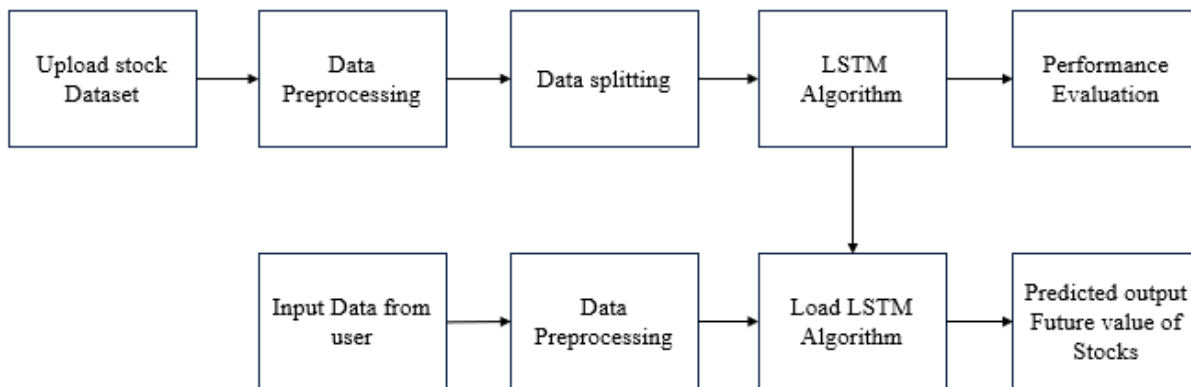 Upload stock
Dataset
Data
Preprocessing
Data splitting
LSTM
Algorithm
Performance
Evaluation
Input Data from
user
Data
Preprocessing
Load LSTM
Algorithm
Predicted output
Future value of
Stocks